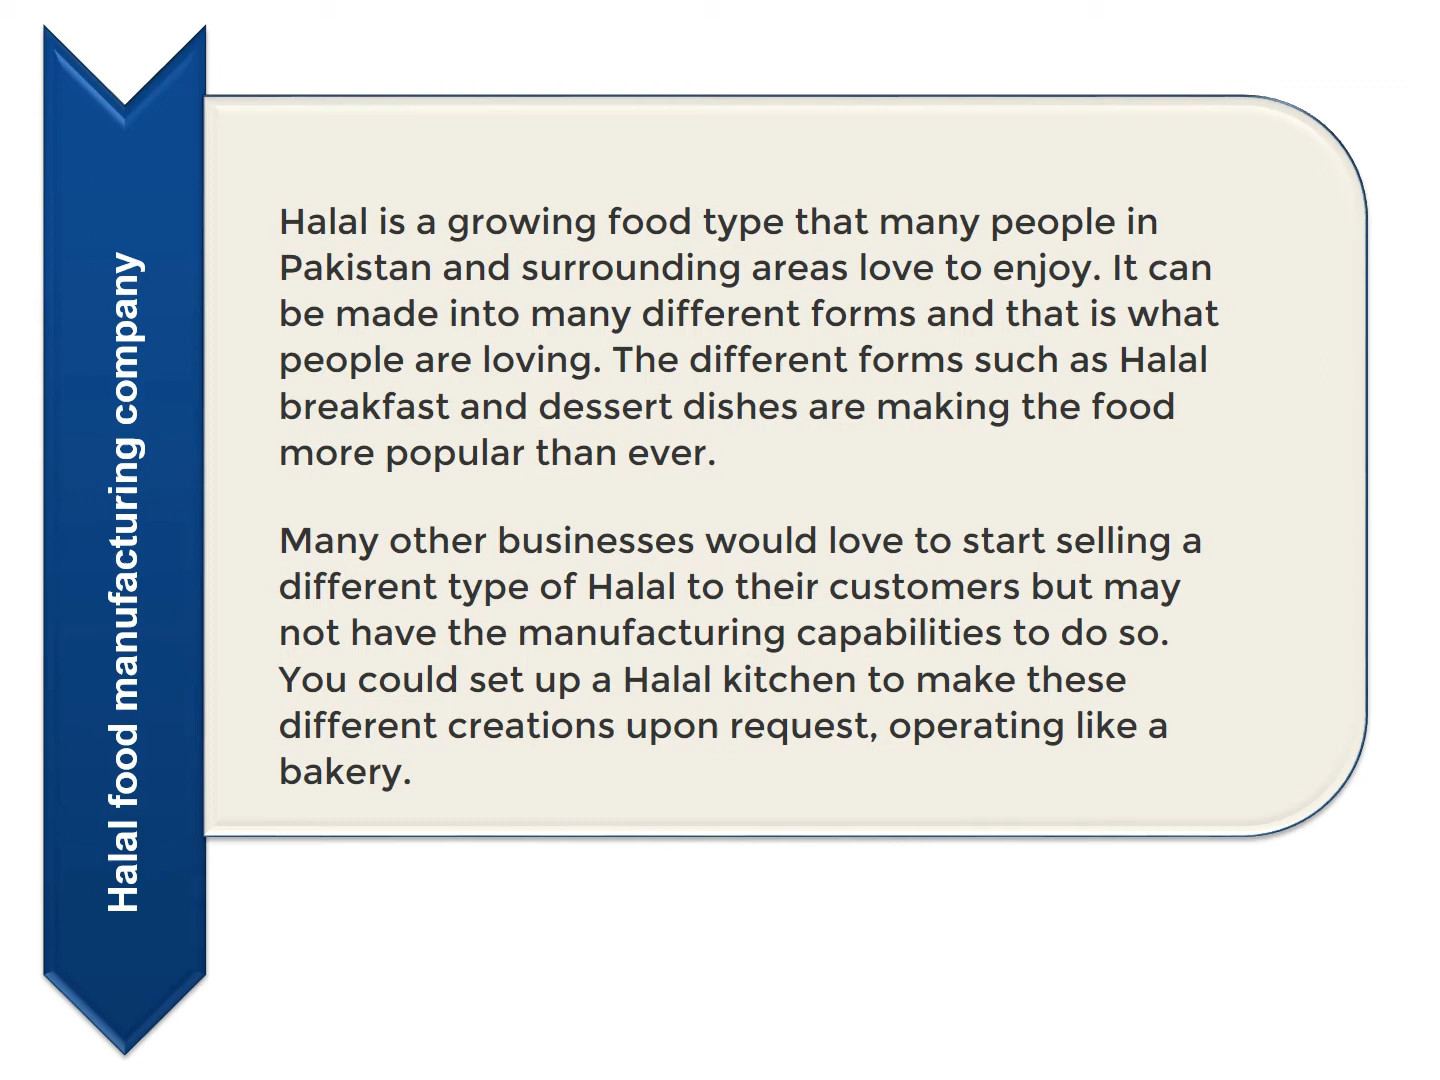 Halal food manufacturing company
Halal is a growing food type that many people in
Pakistan and surrounding areas love to enjoy. It can
be made into many different forms and that is what
people are loving. The different forms such as Halal
breakfast and dessert dishes are making the food
more popular than ever.
Many other businesses would love to start selling a
different type of Halal to their customers but may
not have the manufacturing capabilities to do so.
You could set up a Halal kitchen to make these
different creations upon request, operating like a
bakery.